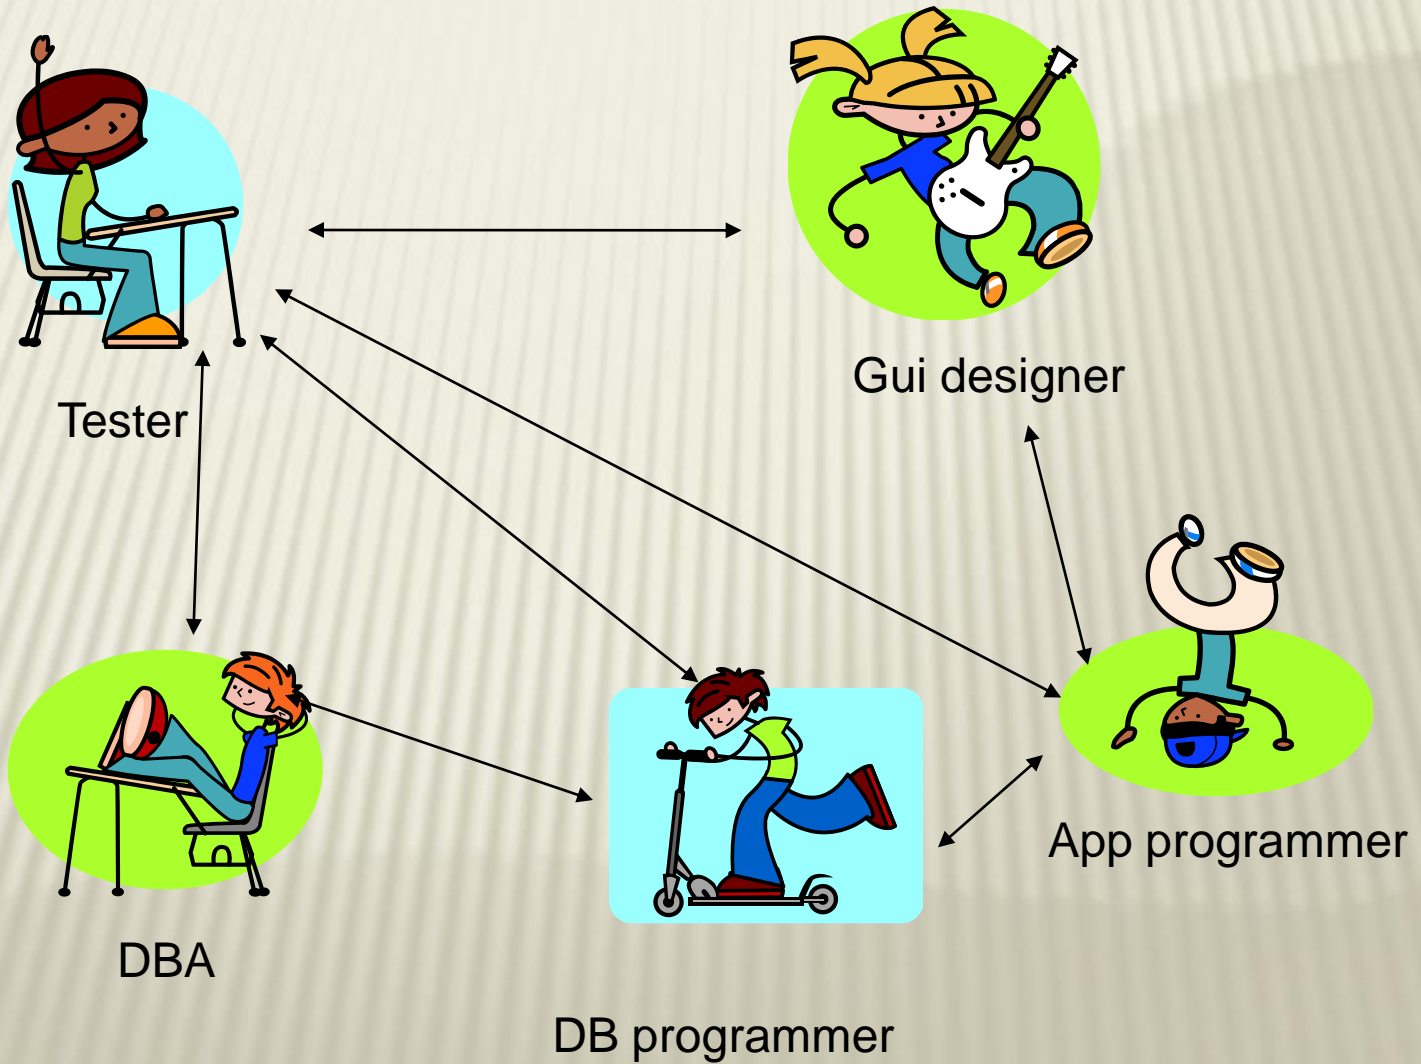 Gui designer
Tester
App programmer
DBA
DB programmer